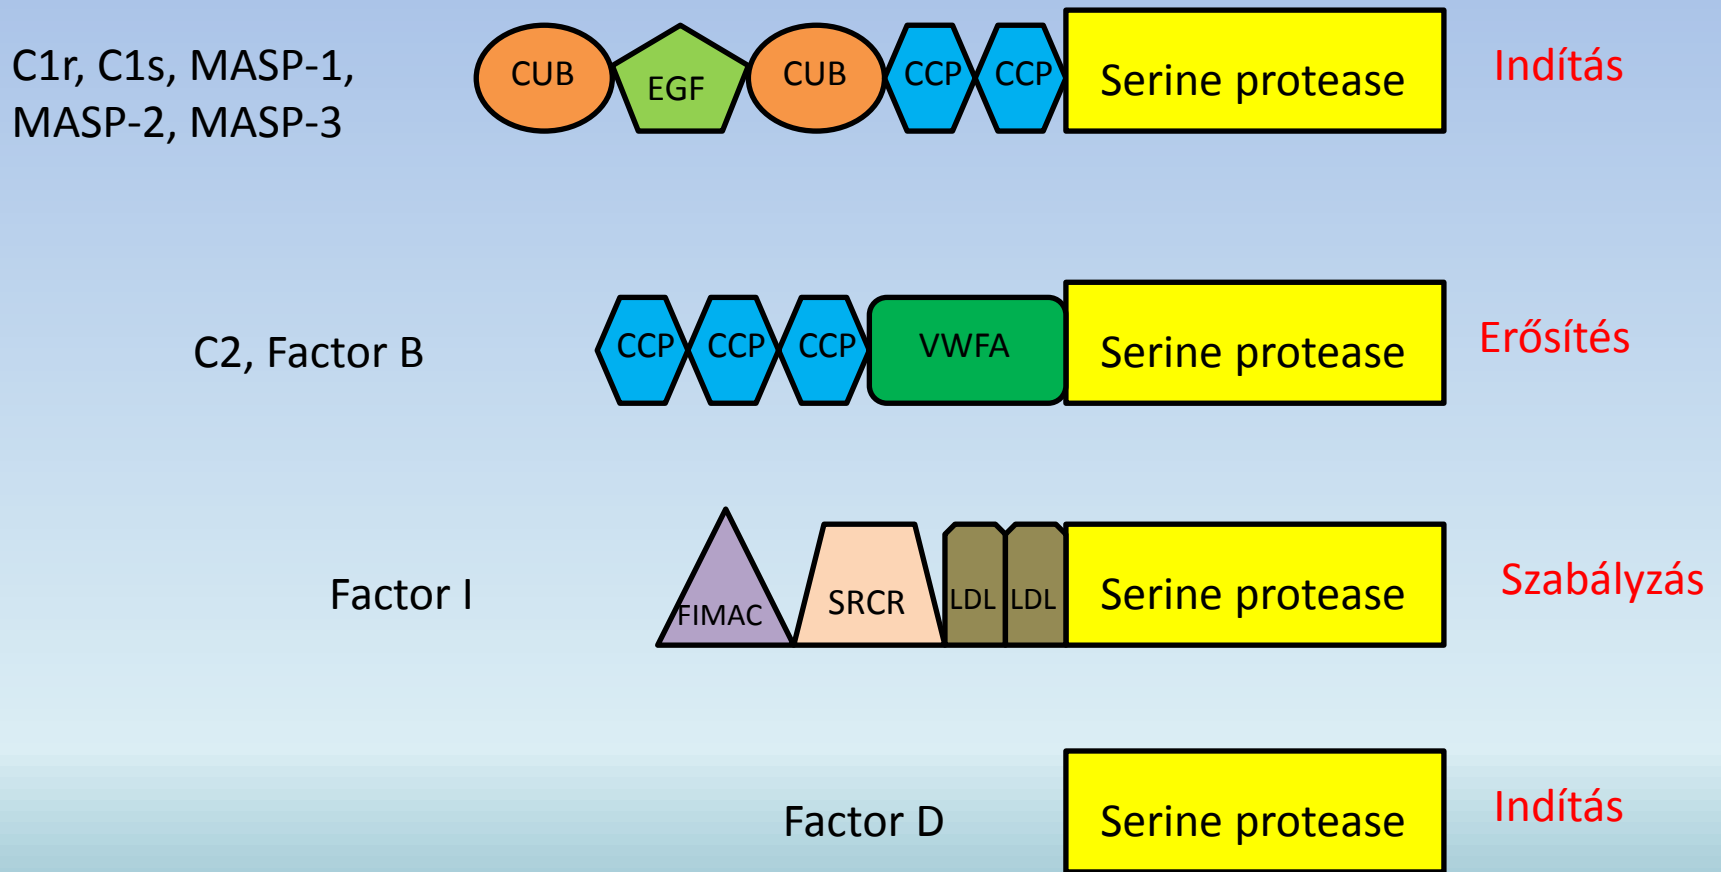 C1r, C1s, MASP-1,
MASP-2, MASP-3
CUB EGF CUB CCP CCP Serine protease Indítás
C2, Factor B CCP CCP CCP VWFA Serine protease Erősítés
Factor I FIMAC SRCR LDL LDL Serine protease Szabályzás
Factor D Serine protease Indítás